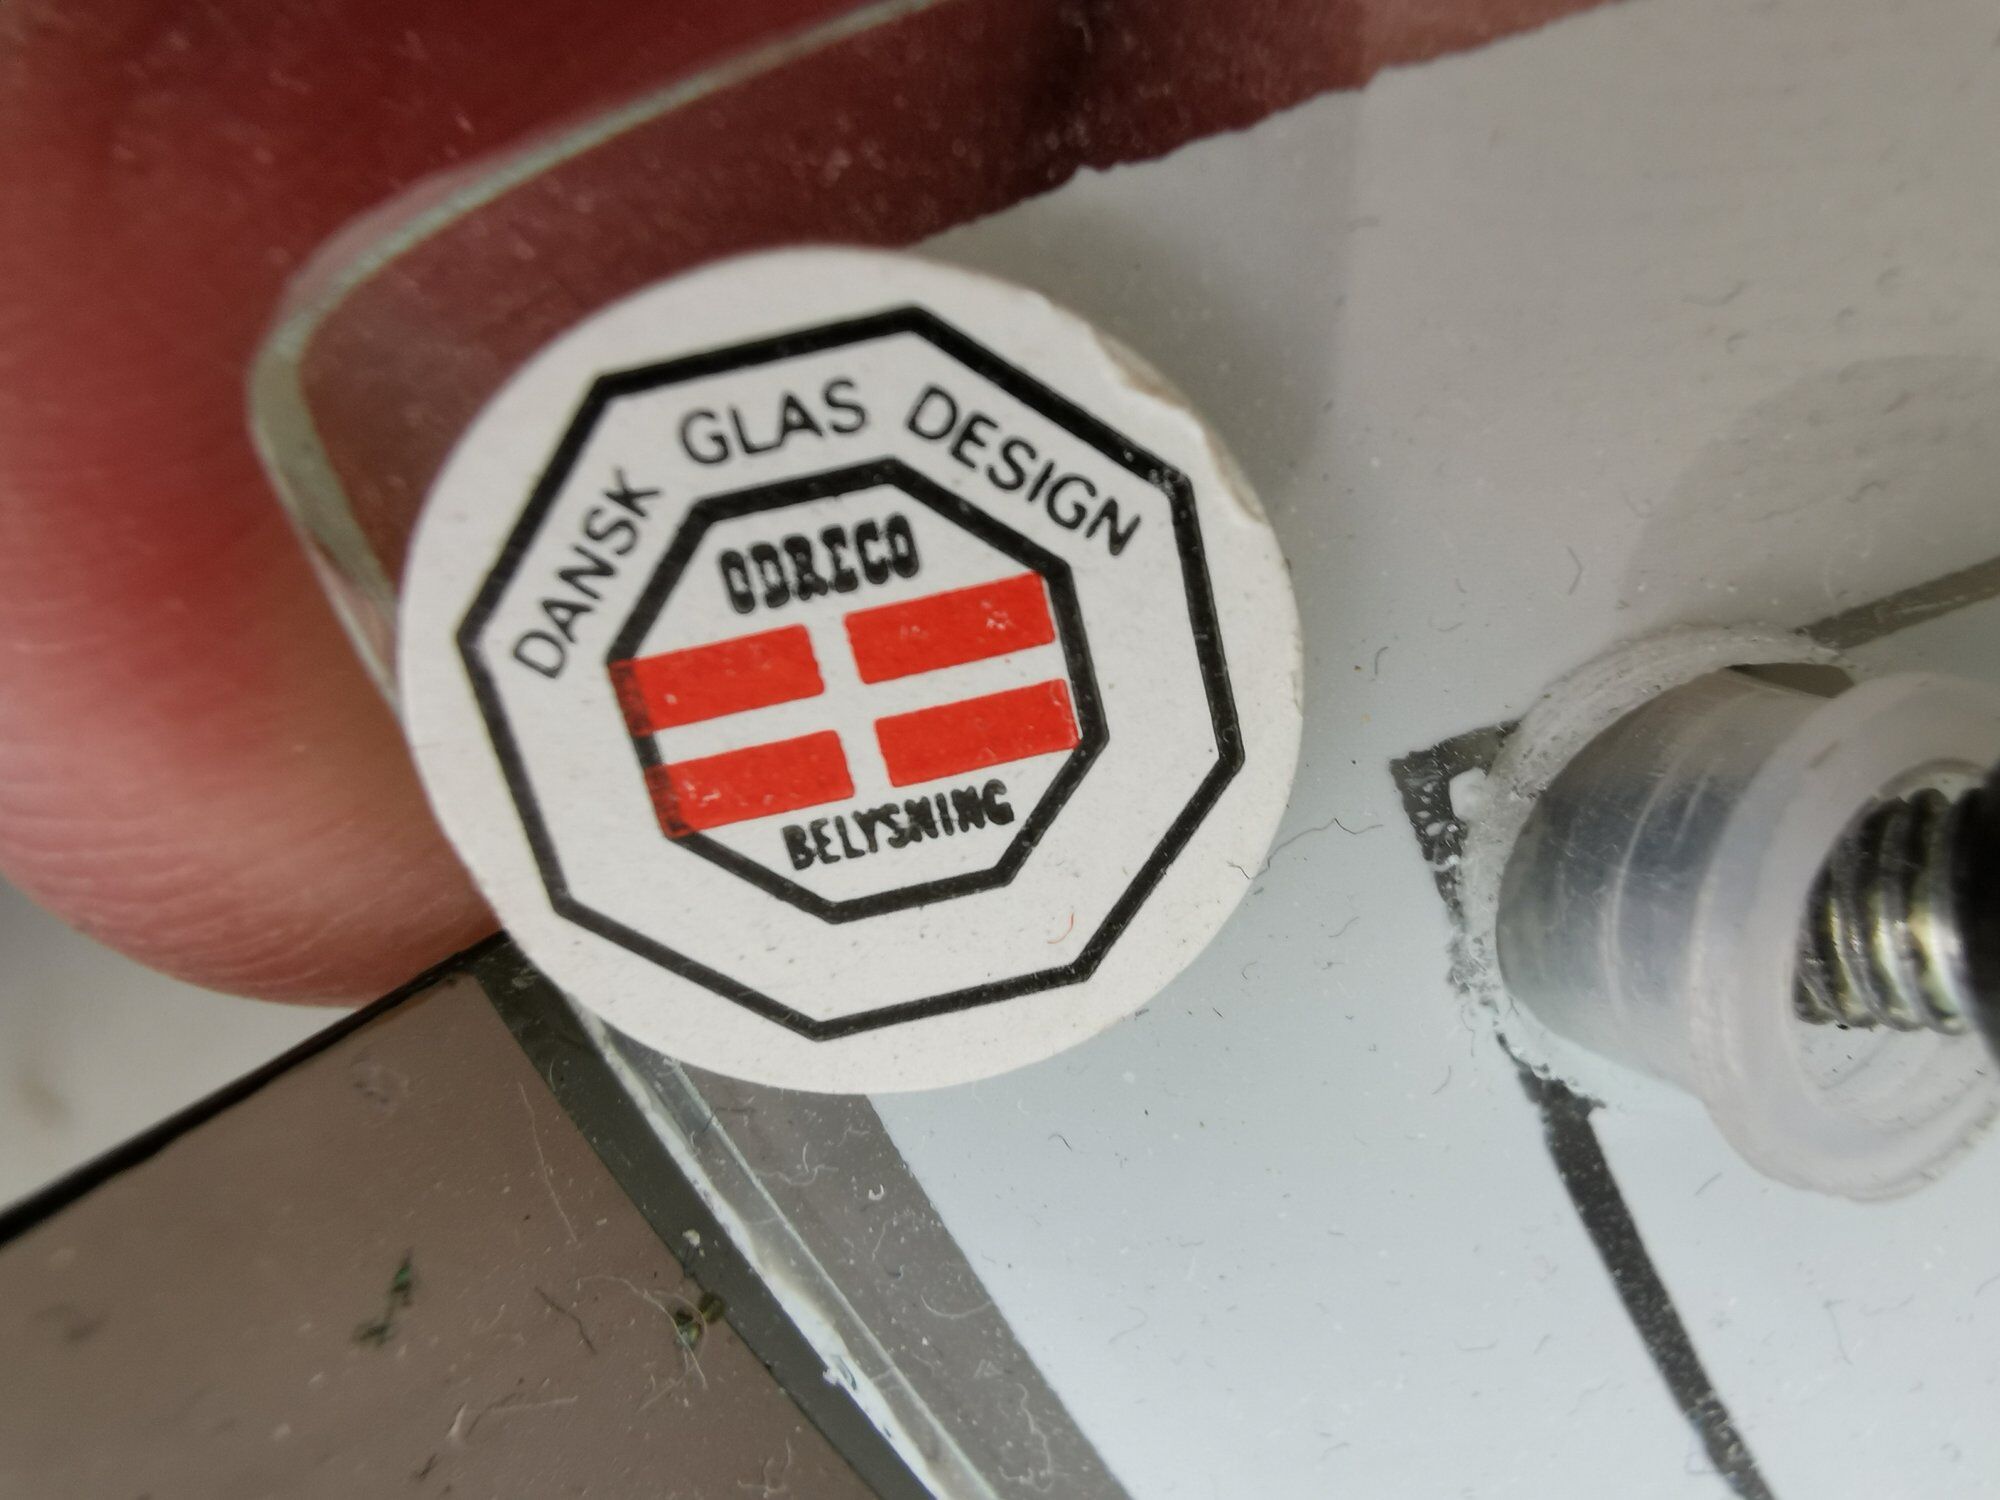 DANSK GLAS DESIGN
ODRECO
BELYSNING